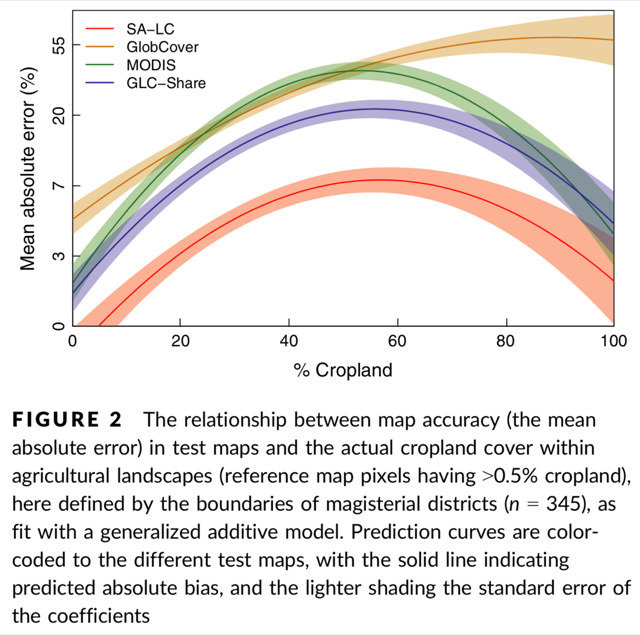 SA−LC
GlobCover
MODIS
GLC−Share
Mean absolute error (%)
55
20
7
3
0
0 20 40 60 80 100
% Cropland
FIGURE 2 The relationship between map accuracy (the mean
absolute error) in test maps and the actual cropland cover within
agricultural landscapes (reference map pixels having >0.5% cropland),
here defined by the boundaries of magisterial districts (n = 345), as
fit with a generalized additive model. Prediction curves are color-
coded to the different test maps, with the solid line indicating
predicted absolute bias, and the lighter shading the standard error of
the coefficients